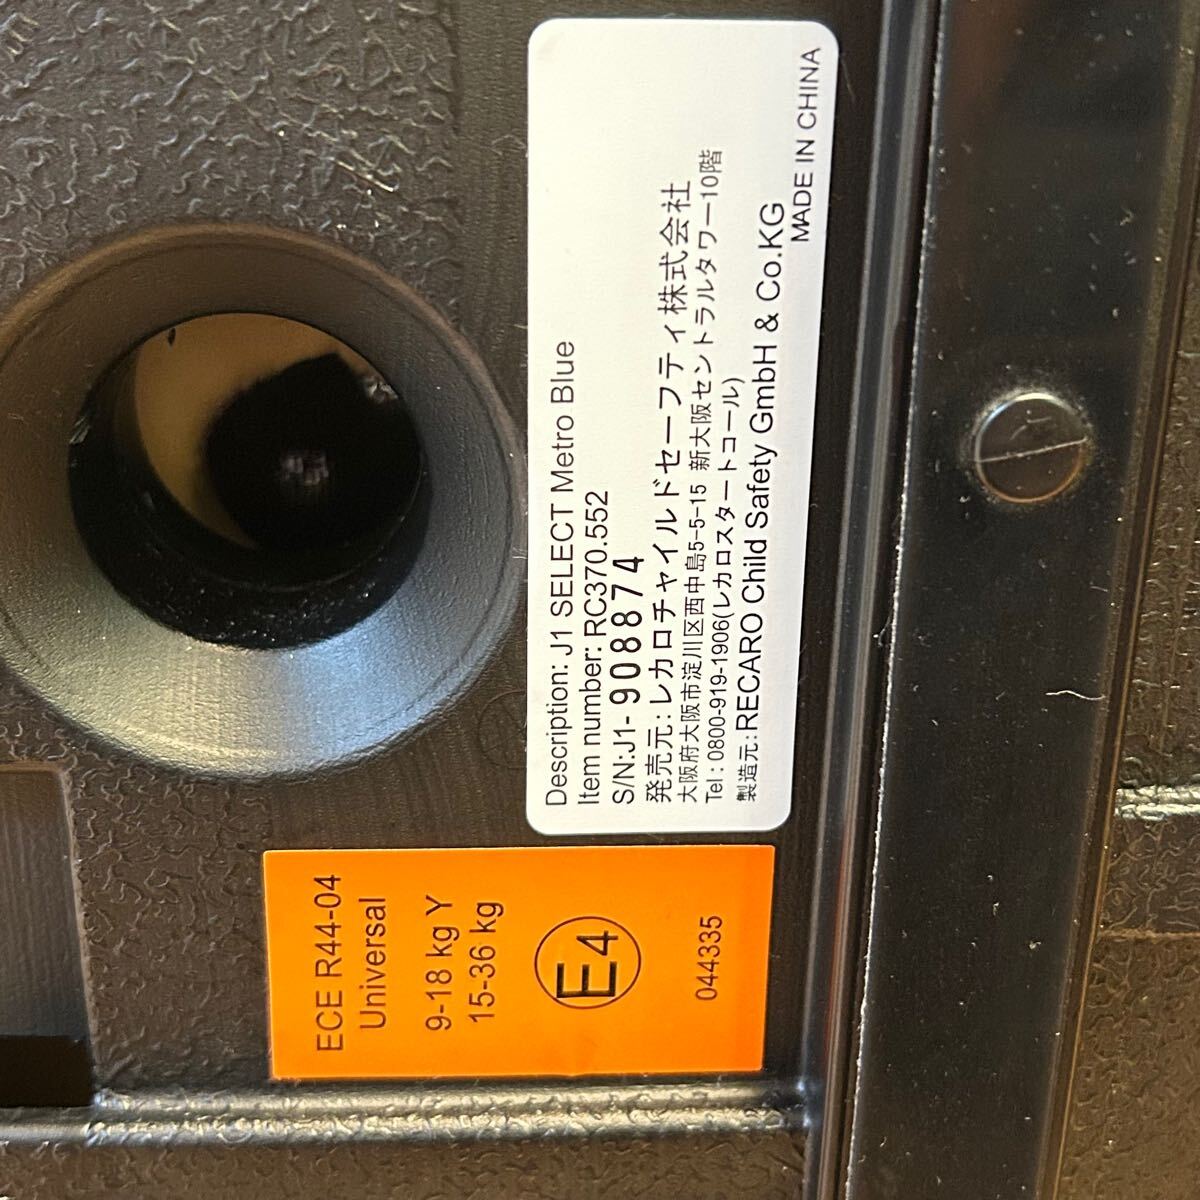 Description: J1 SELECT Metro Blue
Item number: RC370.552
S/N:J1- 908874
発売元:レカロチャイルドセーフティ株式会社
大阪府大阪市淀川区西中島5-5-15 新大阪セントラルタワー10階
Tel : 0800-919-1906(レカロスタートコール)
製造元:RECARO Child Safety GmbH & Co.KG
MADE IN CHINA
ECE R44-04
Universal
9-18 kg Y
15-36 kg
E4
044335